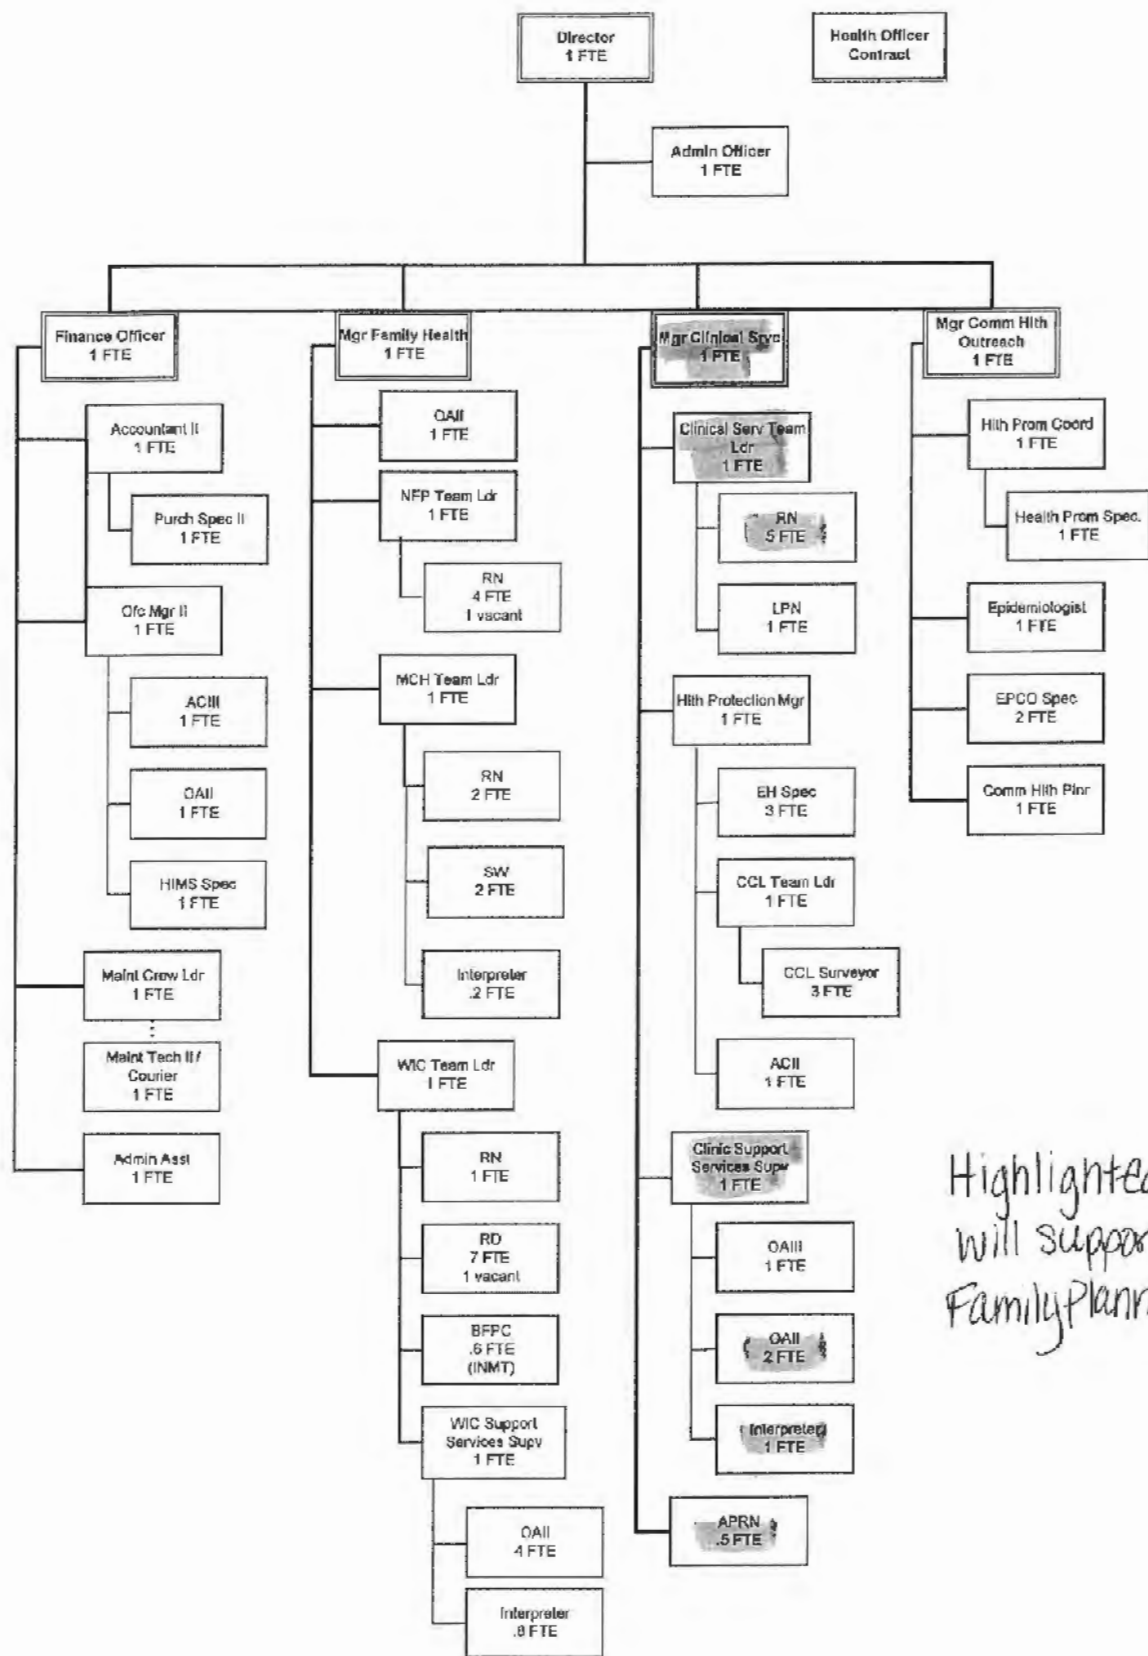 Director
1 FTE
Health Officer
Contract
Admin Officer
1 FTE
Finance Officer
1 FTE
Accountant II
1 FTE
Purch Spec II
1 FTE
Ofc Mgr II
1 FTE
ACIII
1 FTE
OAII
1 FTE
HIMS Spec
1 FTE
Maint Crew Ldr
1 FTE
Maint Tech II /
Courier
1 FTE
Admin Asst
1 FTE
Mgr Family Health
1 FTE
OAII
1 FTE
NFP Team Ldr
1 FTE
RN
4 FTE
1 vacant
MCH Team Ldr
1 FTE
RN
2 FTE
SW
2 FTE
Interpreter
.2 FTE
WIC Team Ldr
1 FTE
RN
1 FTE
RD
7 FTE
1 vacant
BFPC
.6 FTE
(INMT)
WIC Support
Services Supv
1 FTE
OAII
4 FTE
Interpreter
.8 FTE
Mgr Clinical Srvc
1 FTE
Clinical Serv Team
Ldr
1 FTE
RN
.5 FTE
LPN
1 FTE
Hlth Protection Mgr
1 FTE
EH Spec
3 FTE
CCL Team Ldr
1 FTE
CCL Surveyor
3 FTE
ACII
1 FTE
Clinic Support
Services Supv
1 FTE
OAIII
1 FTE
OAII
2 FTE
Interpreter
1 FTE
APRN
.5 FTE
Mgr Comm Hlth
Outreach
1 FTE
Hlth Prom Coord
1 FTE
Health Prom Spec.
1 FTE
Epidemiologist
1 FTE
EPCO Spec
2 FTE
Comm Hlth Plnr
1 FTE
Highlighted
will suppor
Family Plann